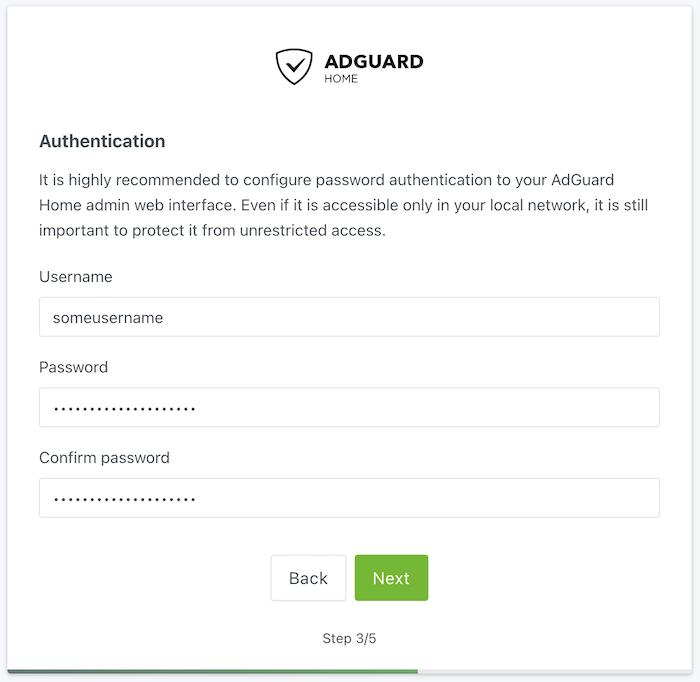 ADGUARD
HOME
Authentication
It is highly recommended to configure password authentication to your AdGuard
Home admin web interface. Even if it is accessible only in your local network, it is still
important to protect it from unrestricted access.
Username
someusername
Password
••••••••••••••••••••
Confirm password
••••••••••••••••••••
Back Next
Step 3/5